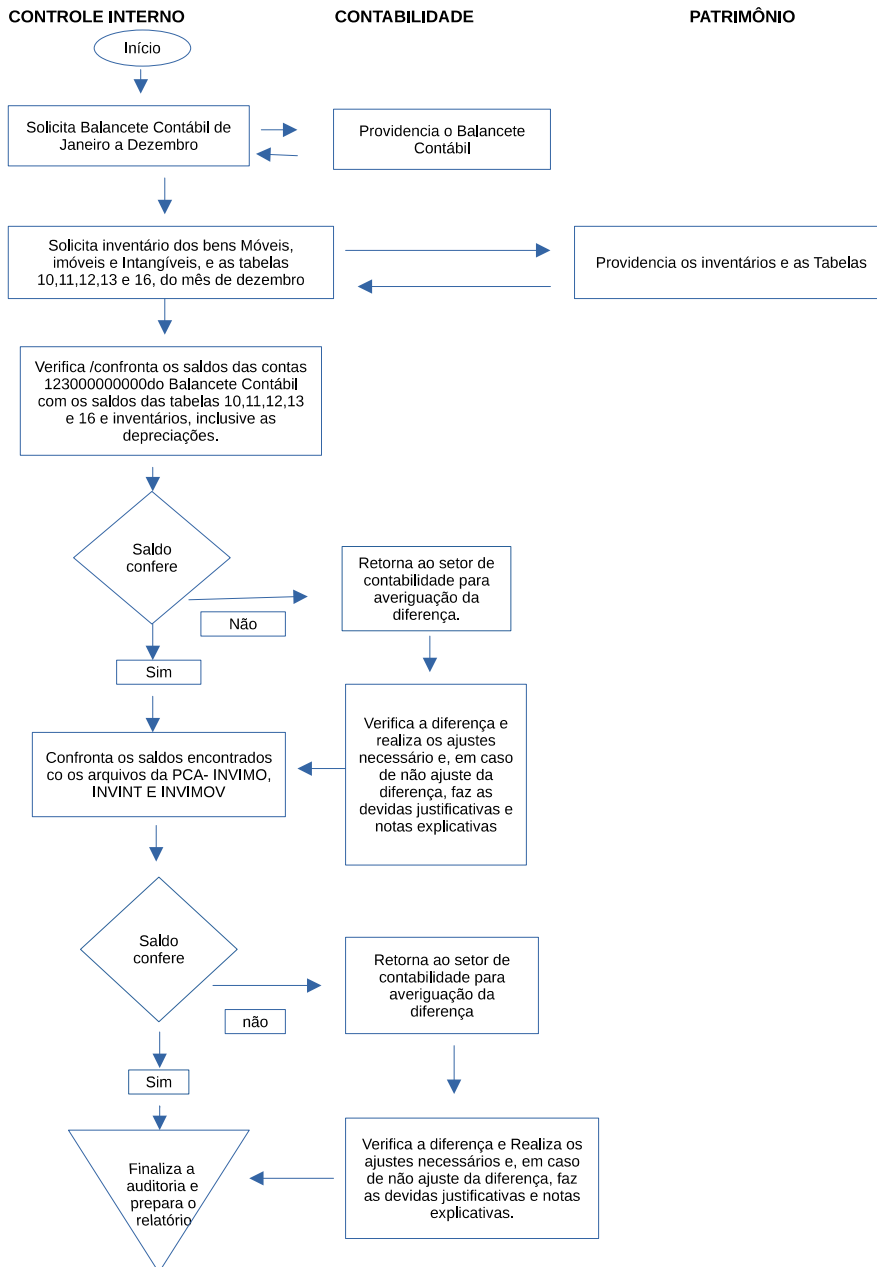 CONTROLE INTERNO
CONTABILIDADE
PATRIMÔNIO
Início
Solicita Balancete Contábil de
Janeiro a Dezembro
Providencia o Balancete
Contábil
Solicita inventário dos bens Móveis,
imóveis e Intangíveis, e as tabelas
10,11,12,13 e 16, do mês de dezembro
Providencia os inventários e as Tabelas
Verifica /confronta os saldos das contas
123000000000do Balancete Contábil
com os saldos das tabelas 10,11,12,13
e 16 e inventários, inclusive as
depreciações.
Saldo
confere
Não
Retorna ao setor de
contabilidade para
averiguação da
diferença.
Sim
Verifica a diferença e
realiza os ajustes
necessário e, em caso
de não ajuste da
diferença, faz as
devidas justificativas e
notas explicativas
Confronta os saldos encontrados
co os arquivos da PCA- INVIMO,
INVINT E INVIMOV
Saldo
confere
não
Retorna ao setor de
contabilidade para
averiguação da
diferença
Sim
Verifica a diferença e Realiza os
ajustes necessários e, em caso
de não ajuste da diferença, faz
as devidas justificativas e notas
explicativas.
Finaliza a
auditoria e
prepara o
relatório